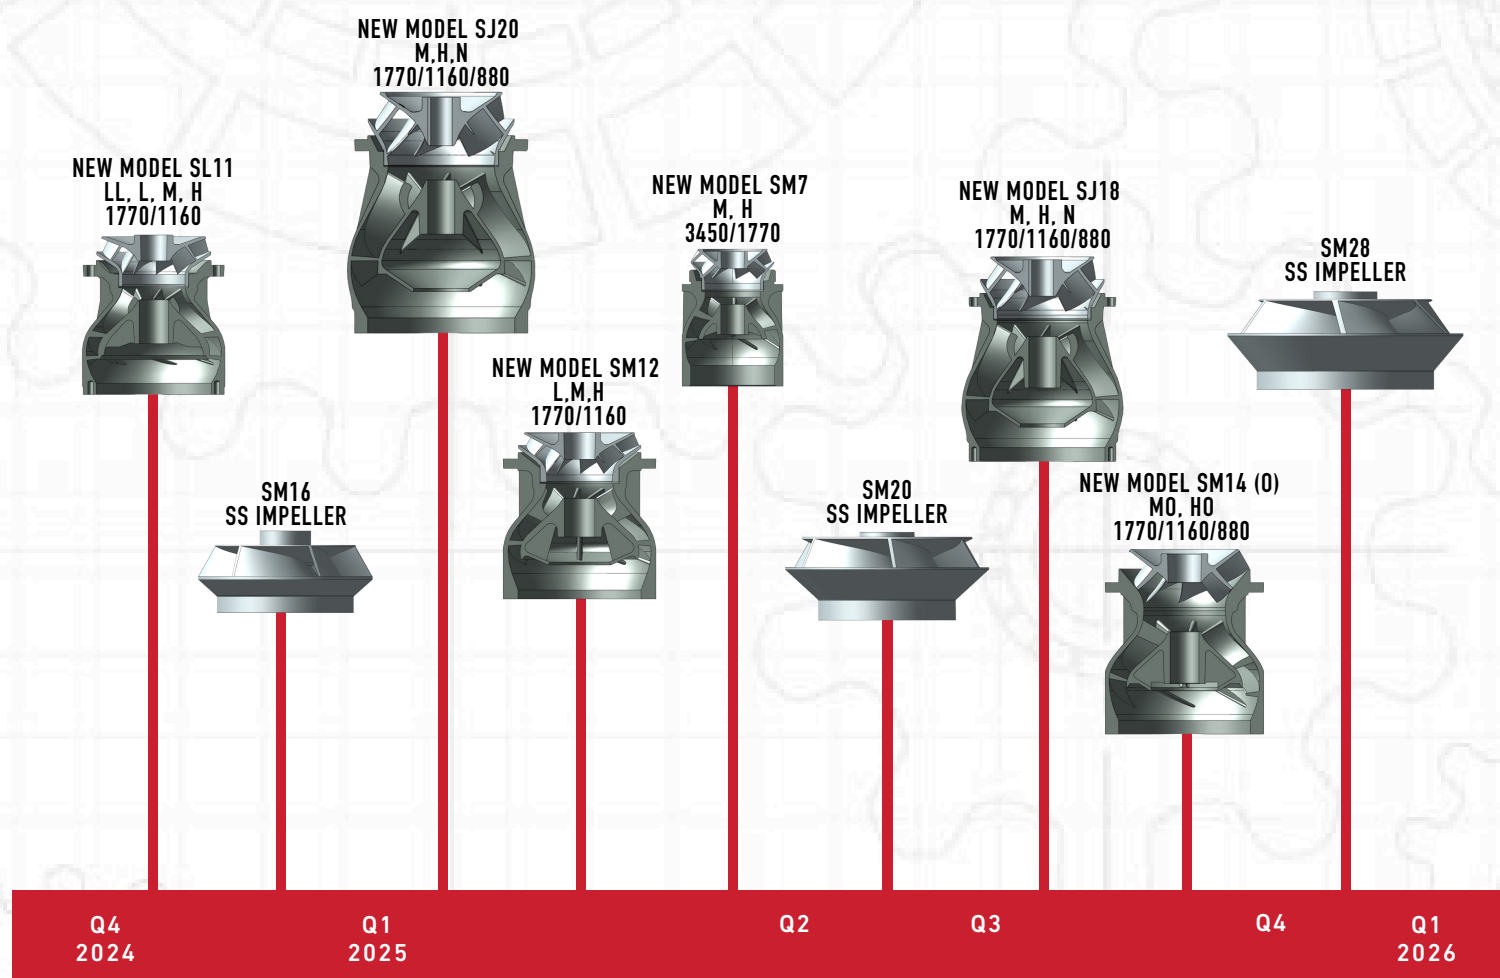 NEW MODEL SJ20
M,H,N
1770/1160/880
NEW MODEL SL11
LL, L, M, H
1770/1160
NEW MODEL SM7
M, H
3450/1770
NEW MODEL SJ18
M, H, N
1770/1160/880
SM28
SS IMPELLER
NEW MODEL SM12
L,M,H
1770/1160
SM16
SS IMPELLER
SM20
SS IMPELLER
NEW MODEL SM14 (O)
MO, HO
1770/1160/880
Q4
2024
Q1
2025
Q2
Q3
Q4
Q1
2026